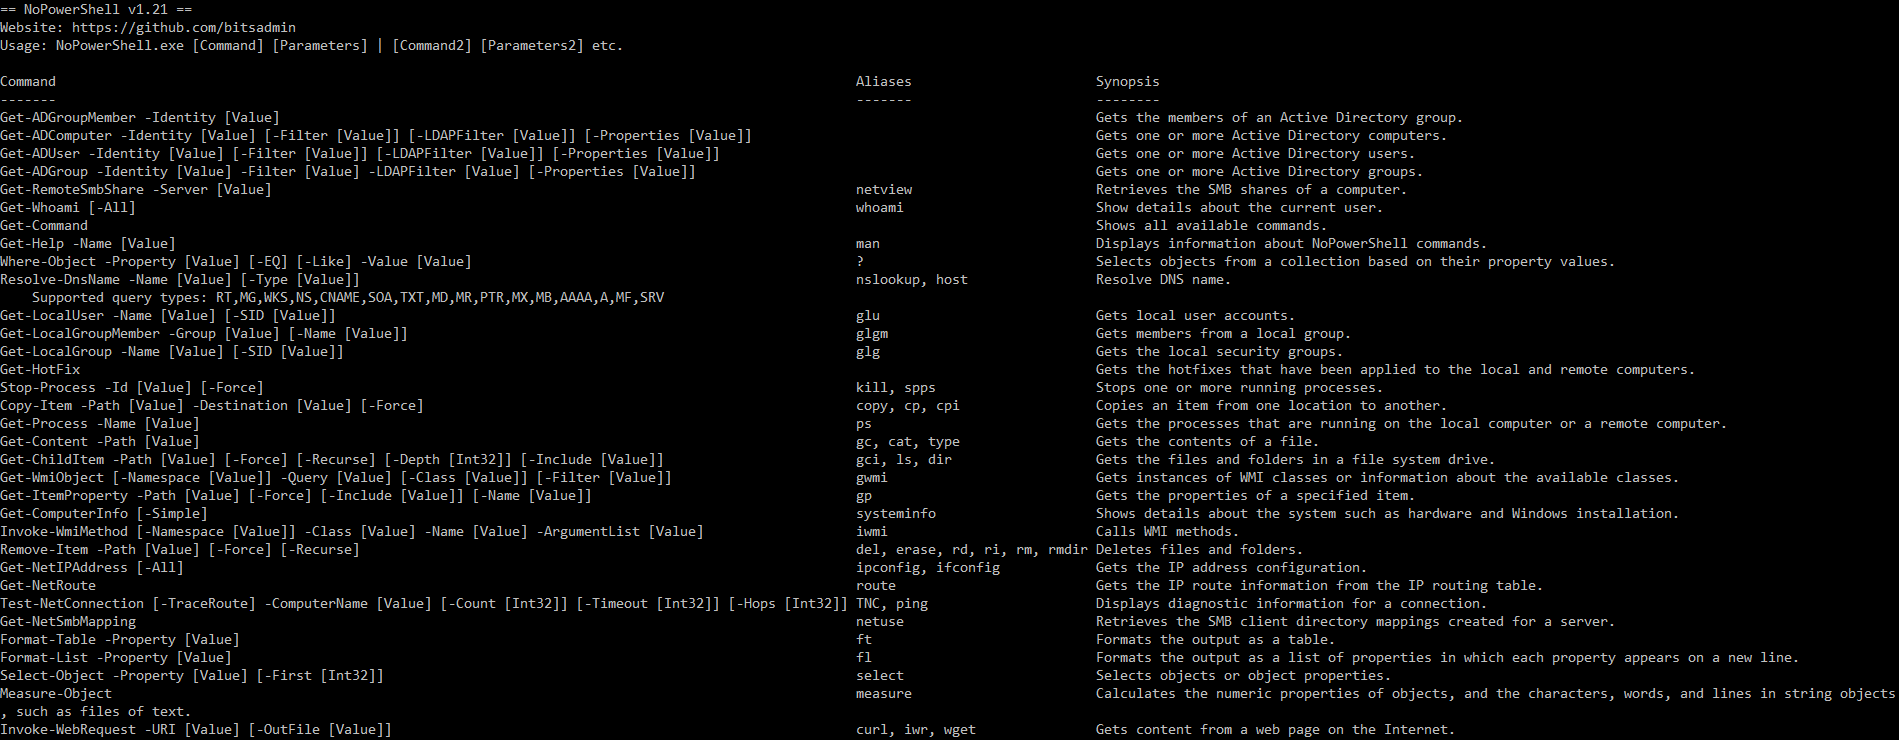 == NoPowerShell v1.21 ==
Website: https://github.com/bitsadmin
Usage: NoPowerShell.exe [Command] [Parameters] | [Command2] [Parameters2] etc.
Command Aliases Synopsis
------- ------- --------
Get-ADGroupMember -Identity [Value] Gets the members of an Active Directory group.
Get-ADComputer -Identity [Value] [-Filter [Value]] [-LDAPFilter [Value]] [-Properties [Value]] Gets one or more Active Directory computers.
Get-ADUser -Identity [Value] [-Filter [Value]] [-LDAPFilter [Value]] [-Properties [Value]] Gets one or more Active Directory users.
Get-ADGroup -Identity [Value] -Filter [Value] -LDAPFilter [Value] [-Properties [Value]] Gets one or more Active Directory groups.
Get-RemoteSmbShare -Server [Value] netview Retrieves the SMB shares of a computer.
Get-Whoami [-All] whoami Show details about the current user.
Get-Command Shows all available commands.
Get-Help -Name [Value] man Displays information about NoPowerShell commands.
Where-Object -Property [Value] [-EQ] [-Like] -Value [Value] ? Selects objects from a collection based on their property values.
Resolve-DnsName -Name [Value] [-Type [Value]] nslookup, host Resolve DNS name.
Supported query types: RT,MG,WKS,NS,CNAME,SOA,TXT,MD,MR,PTR,MX,MB,AAAA,A,MF,SRV
Get-LocalUser -Name [Value] [-SID [Value]] glu Gets local user accounts.
Get-LocalGroupMember -Group [Value] [-Name [Value]] glgm Gets members from a local group.
Get-LocalGroup -Name [Value] [-SID [Value]] glg Gets the local security groups.
Get-HotFix Gets the hotfixes that have been applied to the local and remote computers.
Stop-Process -Id [Value] [-Force] kill, spps Stops one or more running processes.
Copy-Item -Path [Value] -Destination [Value] [-Force] copy, cp, cpi Copies an item from one location to another.
Get-Process -Name [Value] ps Gets the processes that are running on the local computer or a remote computer.
Get-Content -Path [Value] gc, cat, type Gets the contents of a file.
Get-ChildItem -Path [Value] [-Force] [-Recurse] [-Depth [Int32]] [-Include [Value]] gci, ls, dir Gets the files and folders in a file system drive.
Get-WmiObject [-Namespace [Value]] -Query [Value] [-Class [Value]] [-Filter [Value]] gwmi Gets instances of WMI classes or information about the available classes.
Get-ItemProperty -Path [Value] [-Force] [-Include [Value]] [-Name [Value]] gp Gets the properties of a specified item.
Get-ComputerInfo [-Simple] systeminfo Shows details about the system such as hardware and Windows installation.
Invoke-WmiMethod [-Namespace [Value]] -Class [Value] -Name [Value] -ArgumentList [Value] iwmi Calls WMI methods.
Remove-Item -Path [Value] [-Force] [-Recurse] del, erase, rd, ri, rm, rmdir Deletes files and folders.
Get-NetIPAddress [-All] ipconfig, ifconfig Gets the IP address configuration.
Get-NetRoute route Gets the IP route information from the IP routing table.
Test-NetConnection [-TraceRoute] -ComputerName [Value] [-Count [Int32]] [-Timeout [Int32]] [-Hops [Int32]] TNC, ping Displays diagnostic information for a connection.
Get-NetSmbMapping netuse Retrieves the SMB client directory mappings created for a server.
Format-Table -Property [Value] ft Formats the output as a table.
Format-List -Property [Value] fl Formats the output as a list of properties in which each property appears on a new line.
Select-Object -Property [Value] [-First [Int32]] select Selects objects or object properties.
Measure-Object measure Calculates the numeric properties of objects, and the characters, words, and lines in string objects
, such as files of text.
Invoke-WebRequest -URI [Value] [-OutFile [Value]] curl, iwr, wget Gets content from a web page on the Internet.